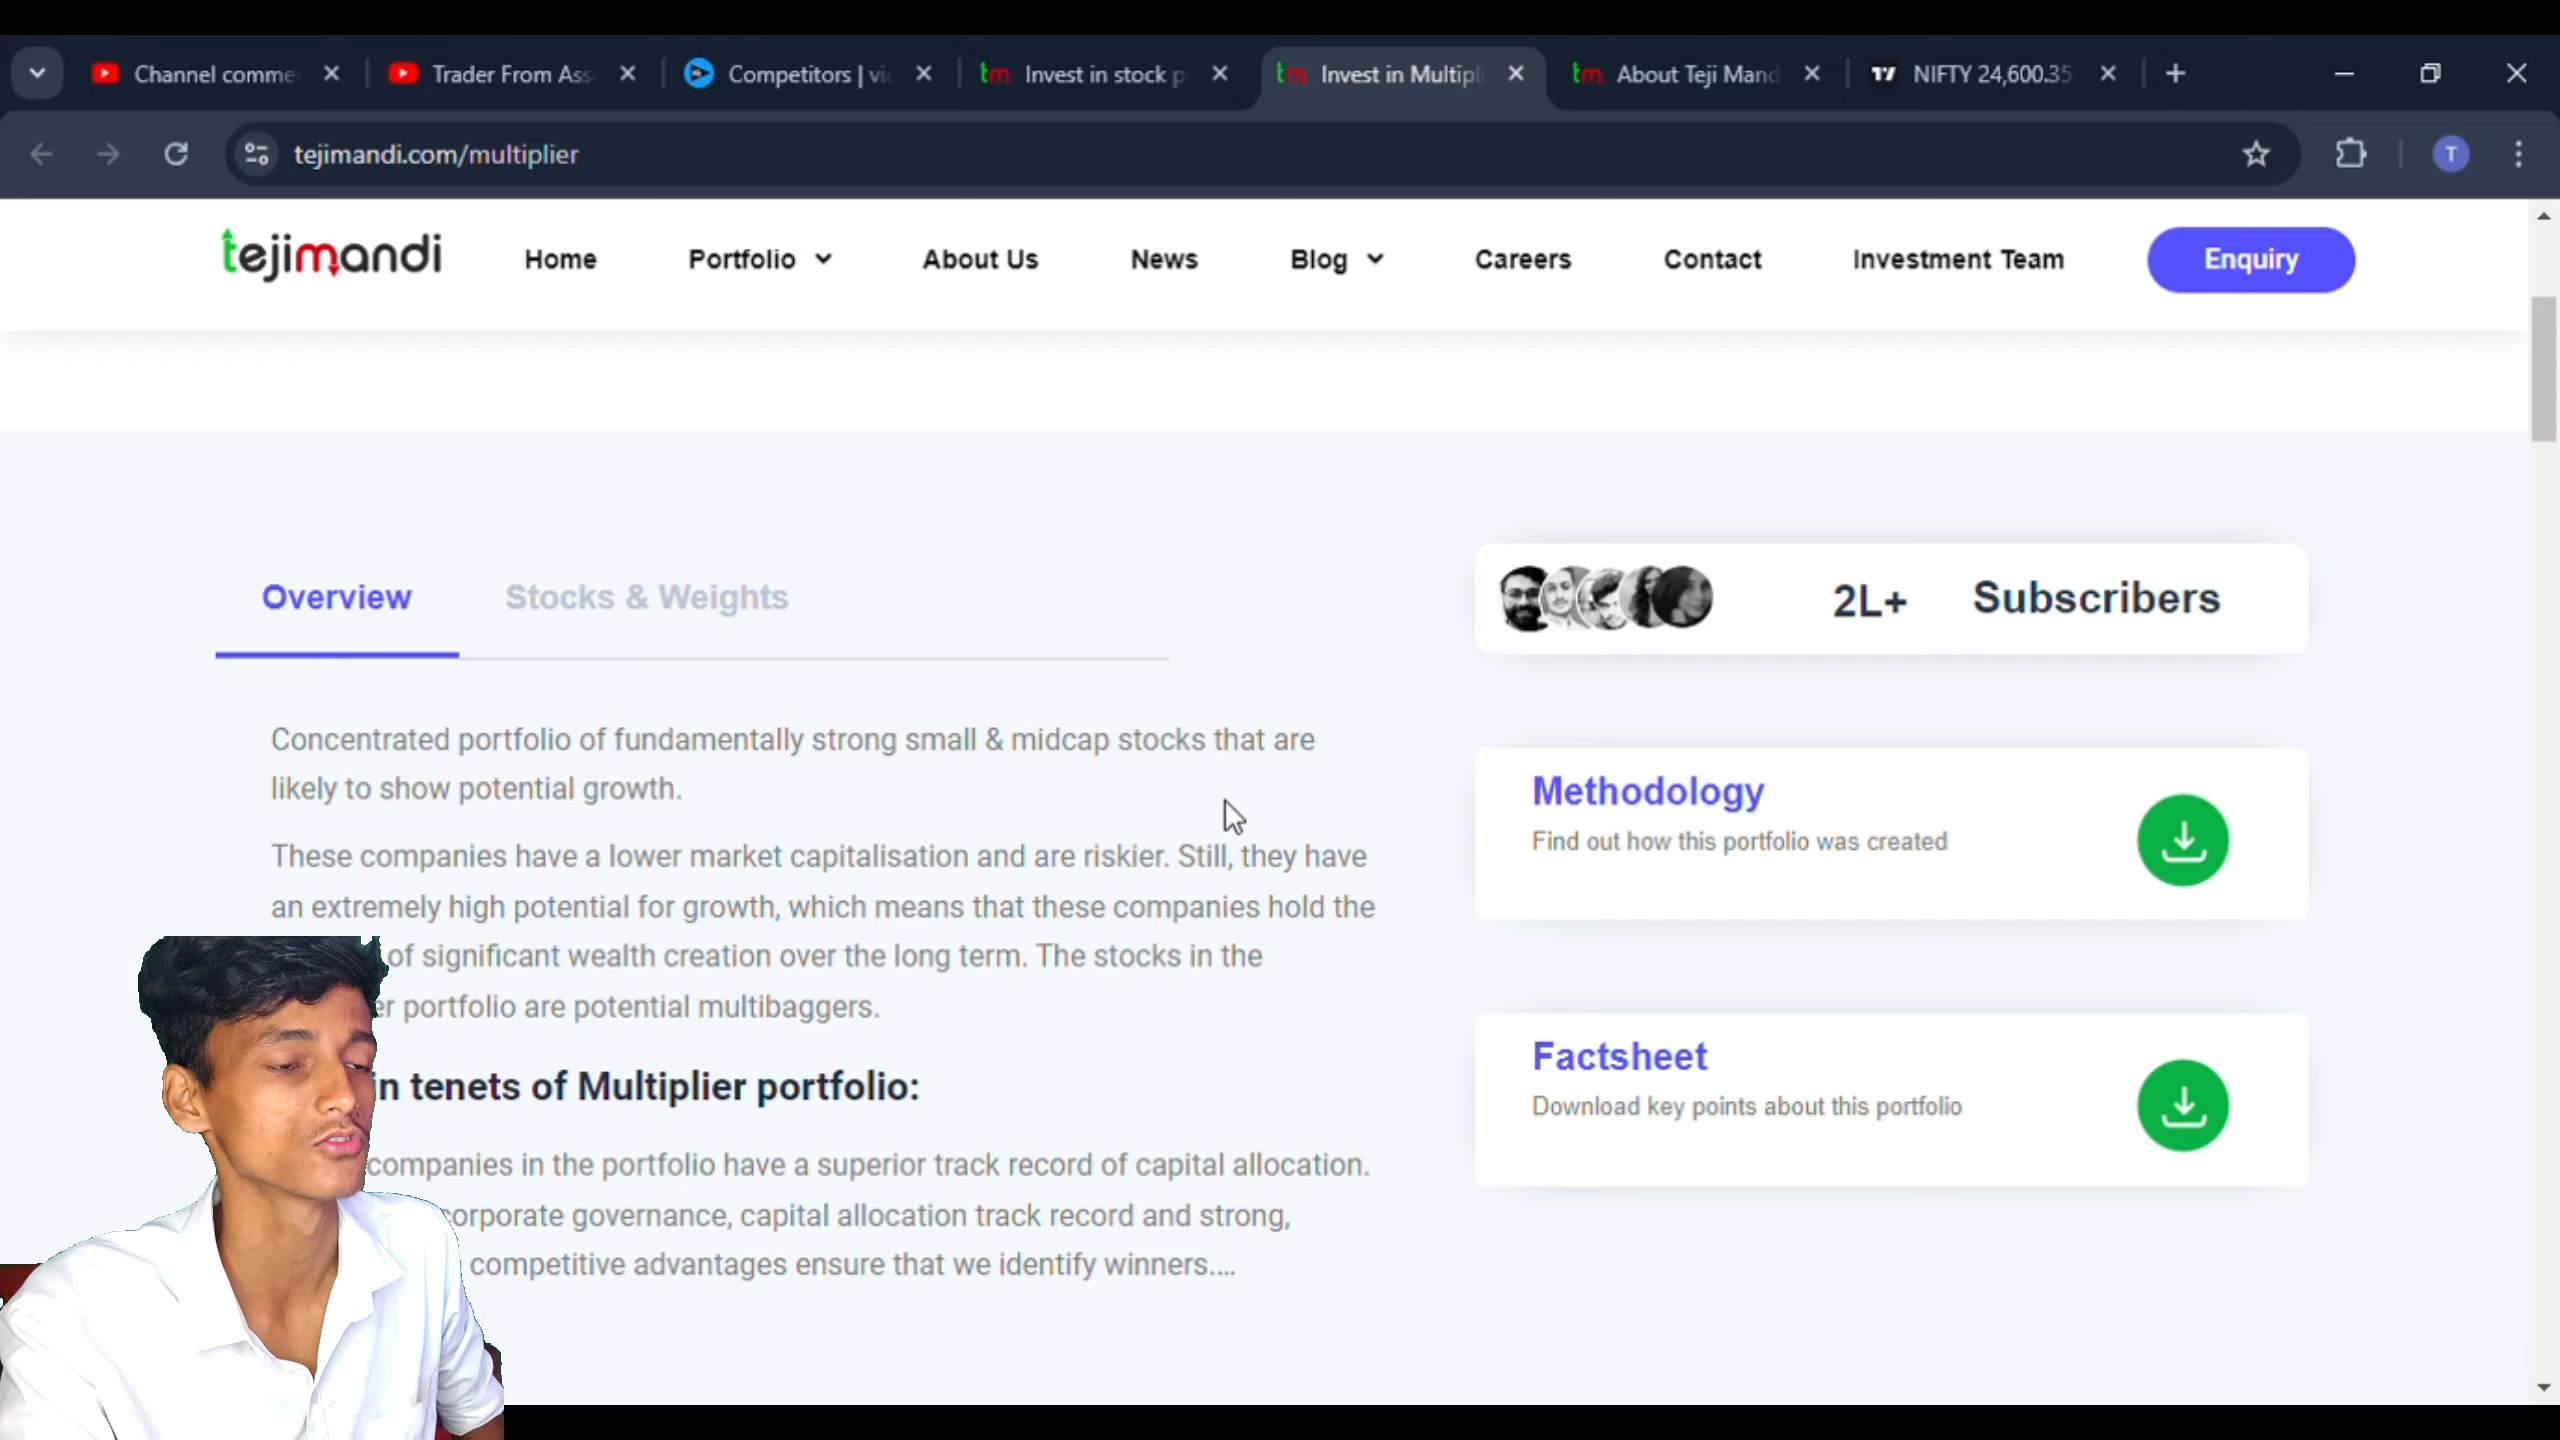 Channel comme
Trader From Ass
Competitors | vi
tm Invest in stock p
tm Invest in Multipl
tm About Teji Mand
NIFTY 24,600.35
tejimandi.com/multiplier
T
tejimandi
Home
Portfolio
About Us
News
Blog
Careers
Contact
Investment Team
Enquiry
Overview
Stocks & Weights
2L+ Subscribers
Concentrated portfolio of fundamentally strong small & midcap stocks that are
likely to show potential growth.
These companies have a lower market capitalisation and are riskier. Still, they have
an extremely high potential for growth, which means that these companies hold the
of significant wealth creation over the long term. The stocks in the
er portfolio are potential multibaggers.
in tenets of Multiplier portfolio:
companies in the portfolio have a superior track record of capital allocation.
corporate governance, capital allocation track record and strong,
competitive advantages ensure that we identify winners....
Methodology
Find out how this portfolio was created
Factsheet
Download key points about this portfolio